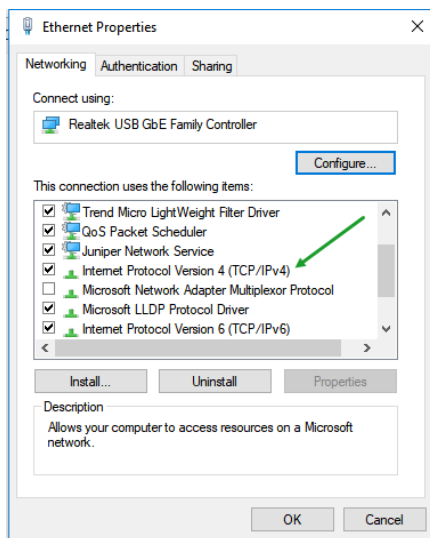 Ethernet Properties
Networking Authentication Sharing
Connect using:
Realtek USB GbE Family Controller
Configure...
This connection uses the following items:
Trend Micro LightWeight Filter Driver
QoS Packet Scheduler
Juniper Network Service
Internet Protocol Version 4 (TCP/IPv4)
Microsoft Network Adapter Multiplexor Protocol
Microsoft LLDP Protocol Driver
Internet Protocol Version 6 (TCP/IPv6)
Install... Uninstall Properties
Description
Allows your computer to access resources on a Microsoft
network.
OK Cancel